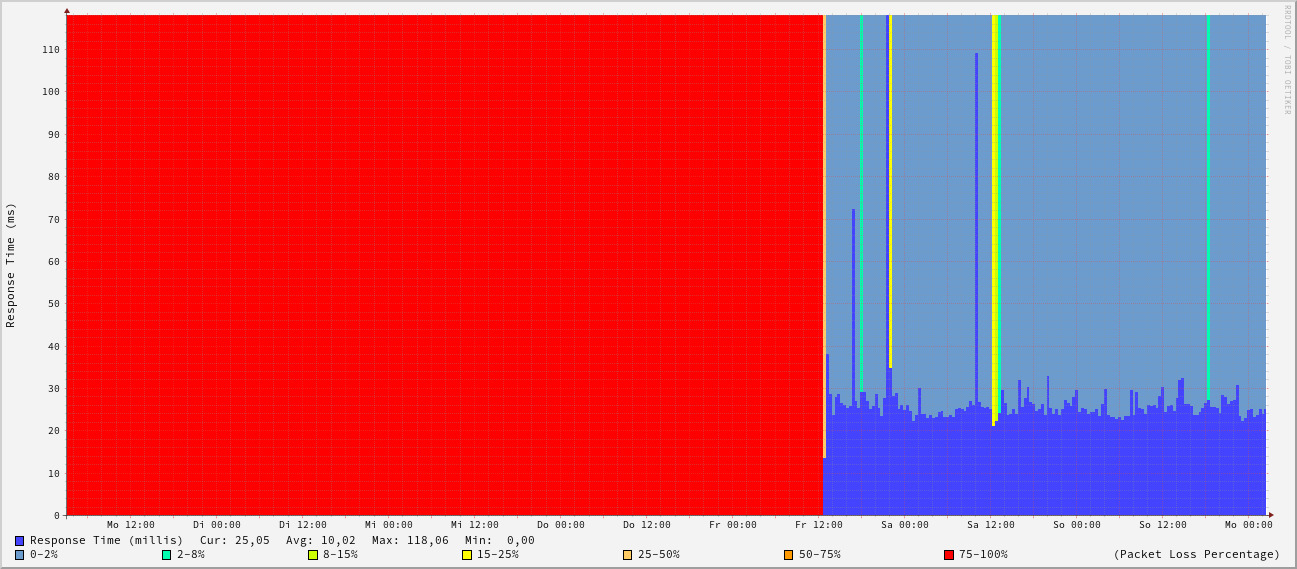 RRDTOOL / TOBI OETIKER
Response Time (ms)
110
100
90
80
70
60
50
40
30
20
10
0
Mo 12:00 Di 00:00 Di 12:00 Mi 00:00 Mi 12:00 Do 00:00 Do 12:00 Fr 00:00 Fr 12:00 Sa 00:00 Sa 12:00 So 00:00 So 12:00 Mo 00:00
Response Time (millis) Cur: 25,05 Avg: 10,02 Max: 118,06 Min: 0,00
0-2% 2-8% 8-15% 15-25% 25-50% 50-75% 75-100% (Packet Loss Percentage)